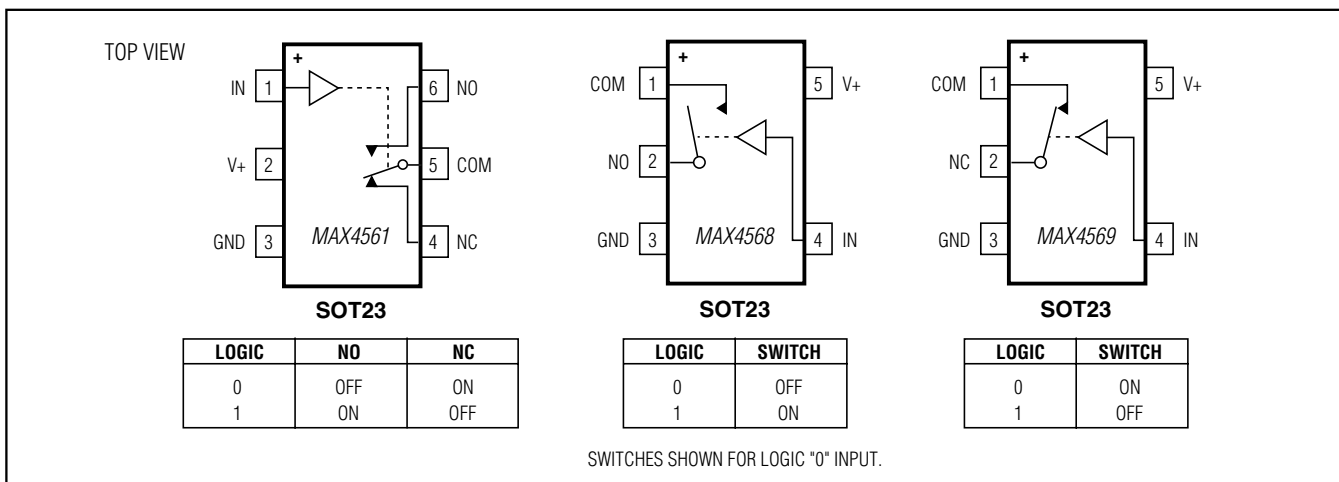 TOP VIEW
+
IN 1
6 NO
V+ 2
5 COM
GND 3
MAX4561
4 NC
SOT23
LOGIC NO NC
0 OFF ON
1 ON OFF
+
COM 1
5 V+
NO 2
GND 3
MAX4568
4 IN
SOT23
LOGIC SWITCH
0 OFF
1 ON
+
COM 1
5 V+
NC 2
GND 3
MAX4569
4 IN
SOT23
LOGIC SWITCH
0 ON
1 OFF
SWITCHES SHOWN FOR LOGIC "0" INPUT.